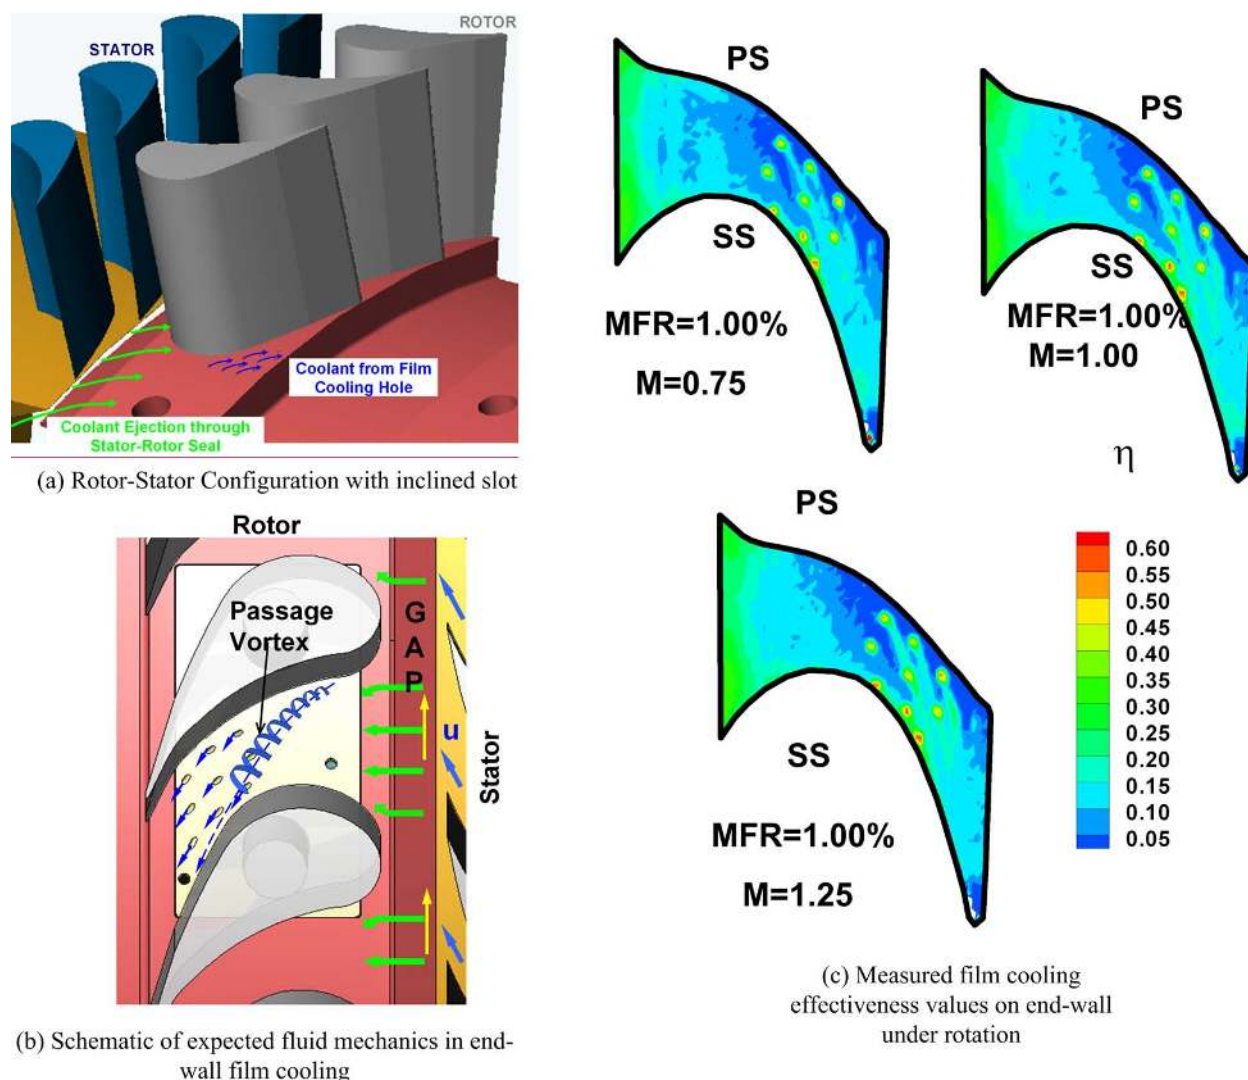 ROTOR
STATOR
Coolant from Film
Cooling Hole
Coolant Ejection through
Stator-Rotor Seal
(a) Rotor-Stator Configuration with inclined slot
Rotor
Passage
Vortex
G
A
P
u
Stator
(b) Schematic of expected fluid mechanics in end-
wall film cooling
PS
SS
MFR=1.00%
M=0.75
PS
SS
MFR=1.00%
M=1.00
η
PS
SS
MFR=1.00%
M=1.25
0.60
0.55
0.50
0.45
0.40
0.35
0.30
0.25
0.20
0.15
0.10
0.05
(c) Measured film cooling
effectiveness values on end-wall
under rotation